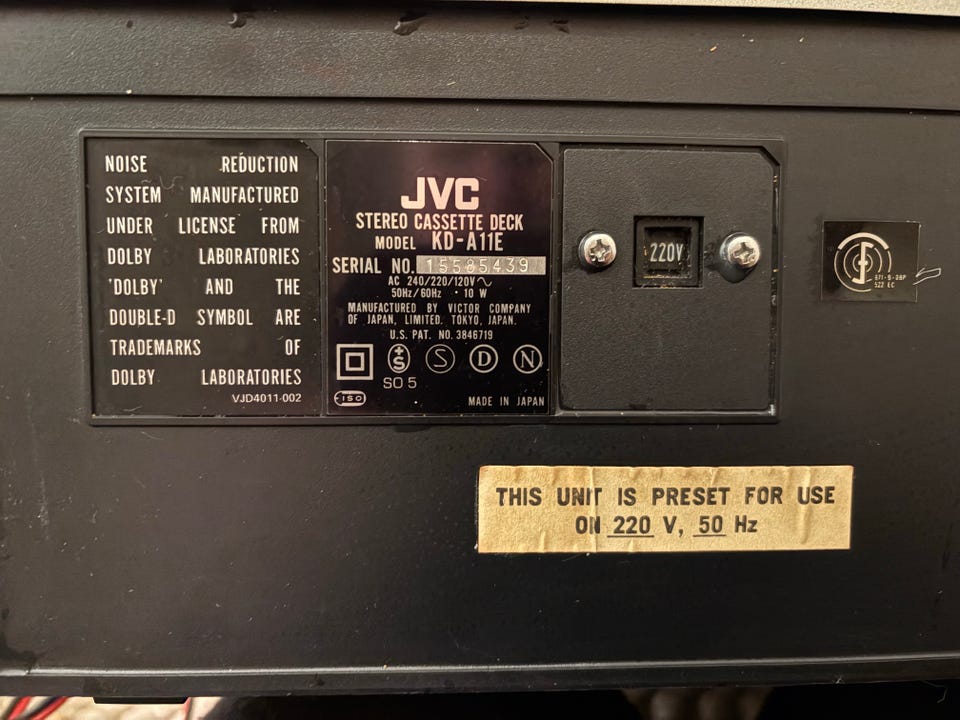 NOISE REDUCTION
SYSTEM MANUFACTURED
UNDER LICENSE FROM
DOLBY LABORATORIES
'DOLBY' AND THE
DOUBLE-D SYMBOL ARE
TRADEMARKS OF
DOLBY LABORATORIES
VJD4011-002
JVC
STEREO CASSETTE DECK
MODEL KD-A11E
SERIAL NO. 15585439
AC 240/220/120V~
50Hz/60Hz · 10 W
MANUFACTURED BY VICTOR COMPANY
OF JAPAN, LIMITED. TOKYO, JAPAN.
U.S. PAT. NO. 3846719
S S D N
SO 5
ISO
MADE IN JAPAN
220V
522 EC
THIS UNIT IS PRESET FOR USE
ON 220 V, 50 Hz